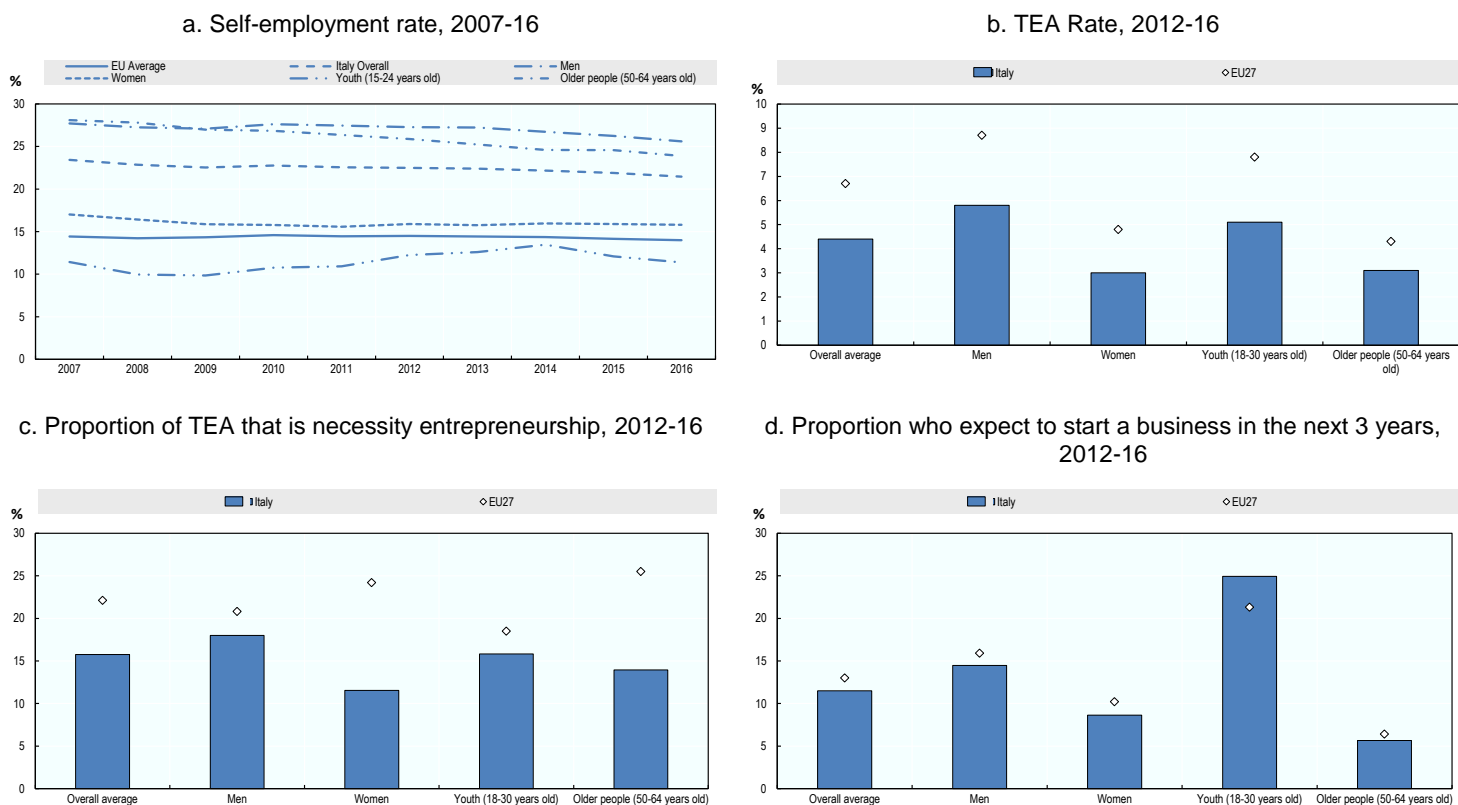 a. Self-employment rate, 2007-16
EU Average Italy Overall Men
Women Youth (15-24 years old) Older people (50-64 years old)
%
30
25
20
15
10
5
0
2007 2008 2009 2010 2011 2012 2013 2014 2015 2016
b. TEA Rate, 2012-16
Italy EU27
%
10
9
8
7
6
5
4
3
2
1
0
Overall average Men Women Youth (18-30 years old) Older people (50-64 years
old)
c. Proportion of TEA that is necessity entrepreneurship, 2012-16
Italy EU27
%
30
25
20
15
10
5
0
Overall average Men Women Youth (18-30 years old) Older people (50-64 years old)
d. Proportion who expect to start a business in the next 3 years,
2012-16
Italy EU27
%
30
25
20
15
10
5
0
Overall average Men Women Youth (18-30 years old) Older people (50-64 years old)